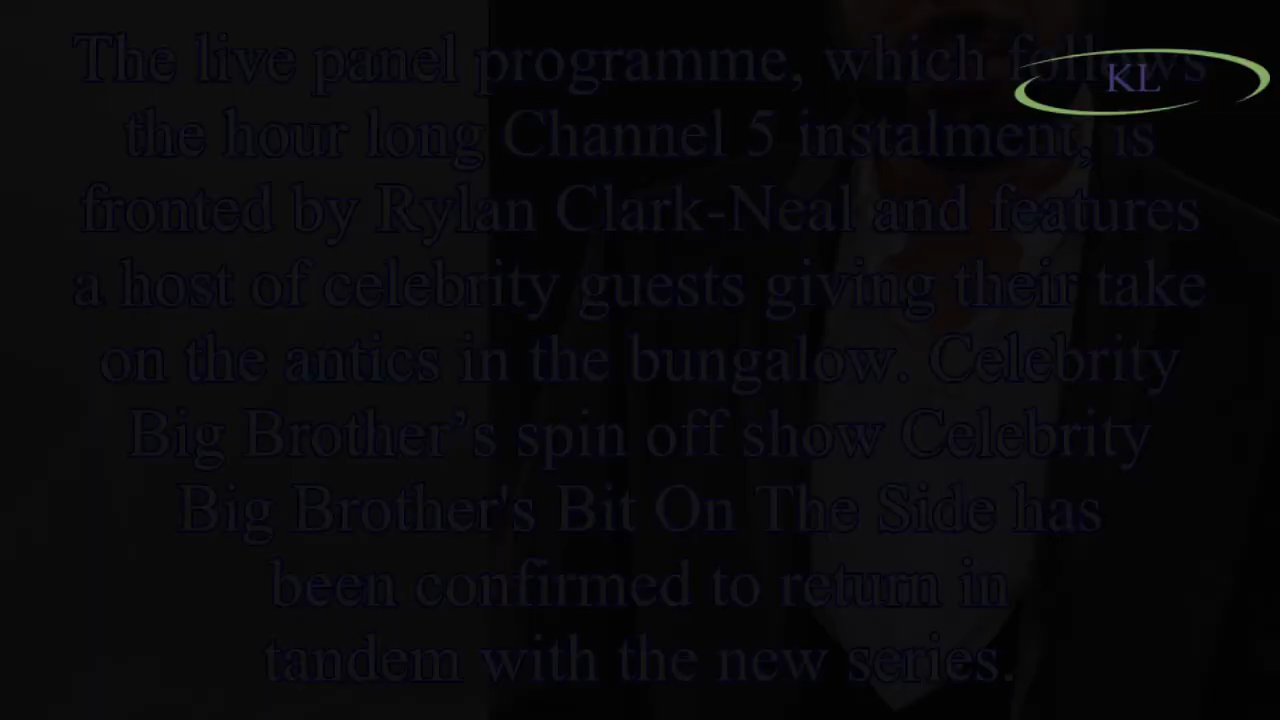 The live panel programme, which follows
KL
the hour long Channel 5 instalment, is
fronted by Rylan Clark-Neal and features
a host of celebrity guests giving their take
on the antics in the bungalow. Celebrity
Big Brother’s spin off show Celebrity
Big Brother's Bit On The Side has
been confirmed to return in
tandem with the new series.